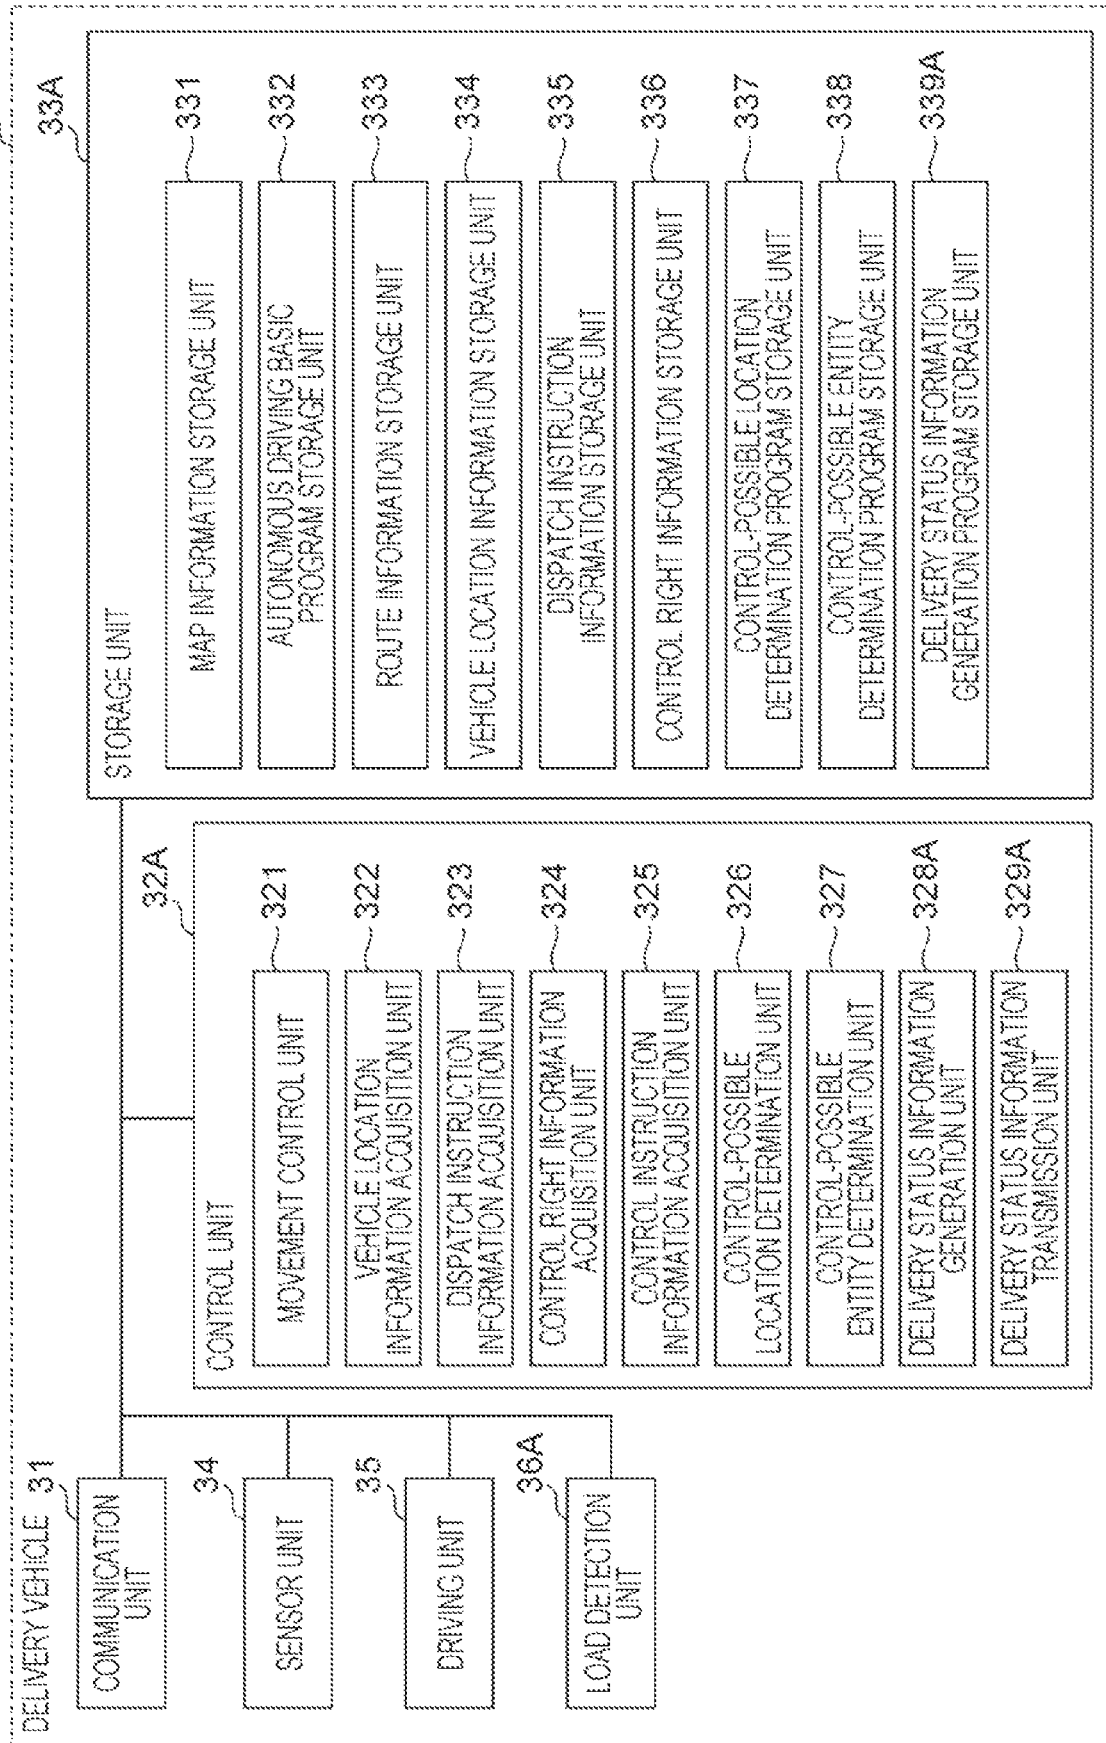 DELIVERY VEHICLE
31
COMMUNICATION
UNIT
34
SENSOR UNIT
35
DRIVING UNIT
36A
LOAD DETECTION
UNIT
32A
CONTROL UNIT
321
MOVEMENT CONTROL UNIT
322
VEHICLE LOCATION
INFORMATION ACQUISITION UNIT
323
DISPATCH INSTRUCTION
INFORMATION ACQUISITION UNIT
324
CONTROL RIGHT INFORMATION
ACQUISITION UNIT
325
CONTROL INSTRUCTION
INFORMATION ACQUISITION UNIT
326
CONTROL-POSSIBLE
LOCATION DETERMINATION UNIT
327
CONTROL-POSSIBLE
ENTITY DETERMINATION UNIT
328A
DELIVERY STATUS INFORMATION
GENERATION UNIT
329A
DELIVERY STATUS INFORMATION
TRANSMISSION UNIT
33A
STORAGE UNIT
331
MAP INFORMATION STORAGE UNIT
332
AUTONOMOUS DRIVING BASIC
PROGRAM STORAGE UNIT
333
ROUTE INFORMATION STORAGE UNIT
334
VEHICLE LOCATION INFORMATION STORAGE UNIT
335
DISPATCH INSTRUCTION
INFORMATION STORAGE UNIT
336
CONTROL RIGHT INFORMATION STORAGE UNIT
337
CONTROL-POSSIBLE LOCATION
DETERMINATION PROGRAM STORAGE UNIT
338
CONTROL-POSSIBLE ENTITY
DETERMINATION PROGRAM STORAGE UNIT
339A
DELIVERY STATUS INFORMATION
GENERATION PROGRAM STORAGE UNIT